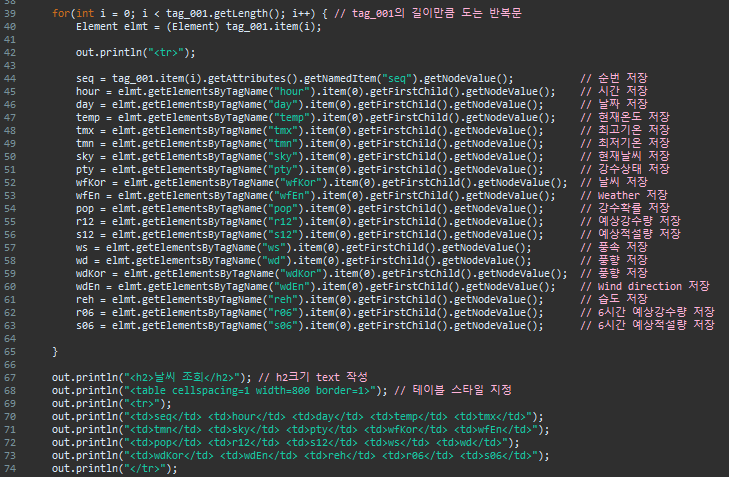 39 for(int i = 0; i < tag_001.getLength(); i++) { // tag_001의 길이만큼 도는 반복문
40 Element elmt = (Element) tag_001.item(i);
41
42 out.println("<tr>");
43
44 seq = tag_001.item(i).getAttributes().getNamedItem("seq").getNodeValue(); // 순번 저장
45 hour = elmt.getElementsByTagName("hour").item(0).getFirstChild().getNodeValue(); // 시간 저장
46 day = elmt.getElementsByTagName("day").item(0).getFirstChild().getNodeValue(); // 날짜 저장
47 temp = elmt.getElementsByTagName("temp").item(0).getFirstChild().getNodeValue(); // 현재온도 저장
48 tmx = elmt.getElementsByTagName("tmx").item(0).getFirstChild().getNodeValue(); // 최고기온 저장
49 tmn = elmt.getElementsByTagName("tmn").item(0).getFirstChild().getNodeValue(); // 최저기온 저장
50 sky = elmt.getElementsByTagName("sky").item(0).getFirstChild().getNodeValue(); // 현재날씨 저장
51 pty = elmt.getElementsByTagName("pty").item(0).getFirstChild().getNodeValue(); // 강수상태 저장
52 wfKor = elmt.getElementsByTagName("wfKor").item(0).getFirstChild().getNodeValue(); // 날씨 저장
53 wfEn = elmt.getElementsByTagName("wfEn").item(0).getFirstChild().getNodeValue(); // Weather 저장
54 pop = elmt.getElementsByTagName("pop").item(0).getFirstChild().getNodeValue(); // 강수확률 저장
55 r12 = elmt.getElementsByTagName("r12").item(0).getFirstChild().getNodeValue(); // 예상강수량 저장
56 s12 = elmt.getElementsByTagName("s12").item(0).getFirstChild().getNodeValue(); // 예상적설량 저장
57 ws = elmt.getElementsByTagName("ws").item(0).getFirstChild().getNodeValue(); // 풍속 저장
58 wd = elmt.getElementsByTagName("wd").item(0).getFirstChild().getNodeValue(); // 풍향 저장
59 wdKor = elmt.getElementsByTagName("wdKor").item(0).getFirstChild().getNodeValue(); // 풍향 저장
60 wdEn = elmt.getElementsByTagName("wdEn").item(0).getFirstChild().getNodeValue(); // Wind direction 저장
61 reh = elmt.getElementsByTagName("reh").item(0).getFirstChild().getNodeValue(); // 습도 저장
62 r06 = elmt.getElementsByTagName("r06").item(0).getFirstChild().getNodeValue(); // 6시간 예상강수량 저장
63 s06 = elmt.getElementsByTagName("s06").item(0).getFirstChild().getNodeValue(); // 6시간 예상적설량 저장
64
65 }
66
67 out.println("<h2>날씨 조회</h2>"); // h2크기 text 작성
68 out.println("<table cellspacing=1 width=800 border=1>"); // 테이블 스타일 지정
69 out.println("<tr>");
70 out.println("<td>seq</td> <td>hour</td> <td>day</td> <td>temp</td> <td>tmx</td>");
71 out.println("<td>tmn</td> <td>sky</td> <td>pty</td> <td>wfKor</td> <td>wfEn</td>");
72 out.println("<td>pop</td> <td>r12</td> <td>s12</td> <td>ws</td> <td>wd</td>");
73 out.println("<td>wdKor</td> <td>wdEn</td> <td>reh</td> <td>r06</td> <td>s06</td>");
74 out.println("</tr>");